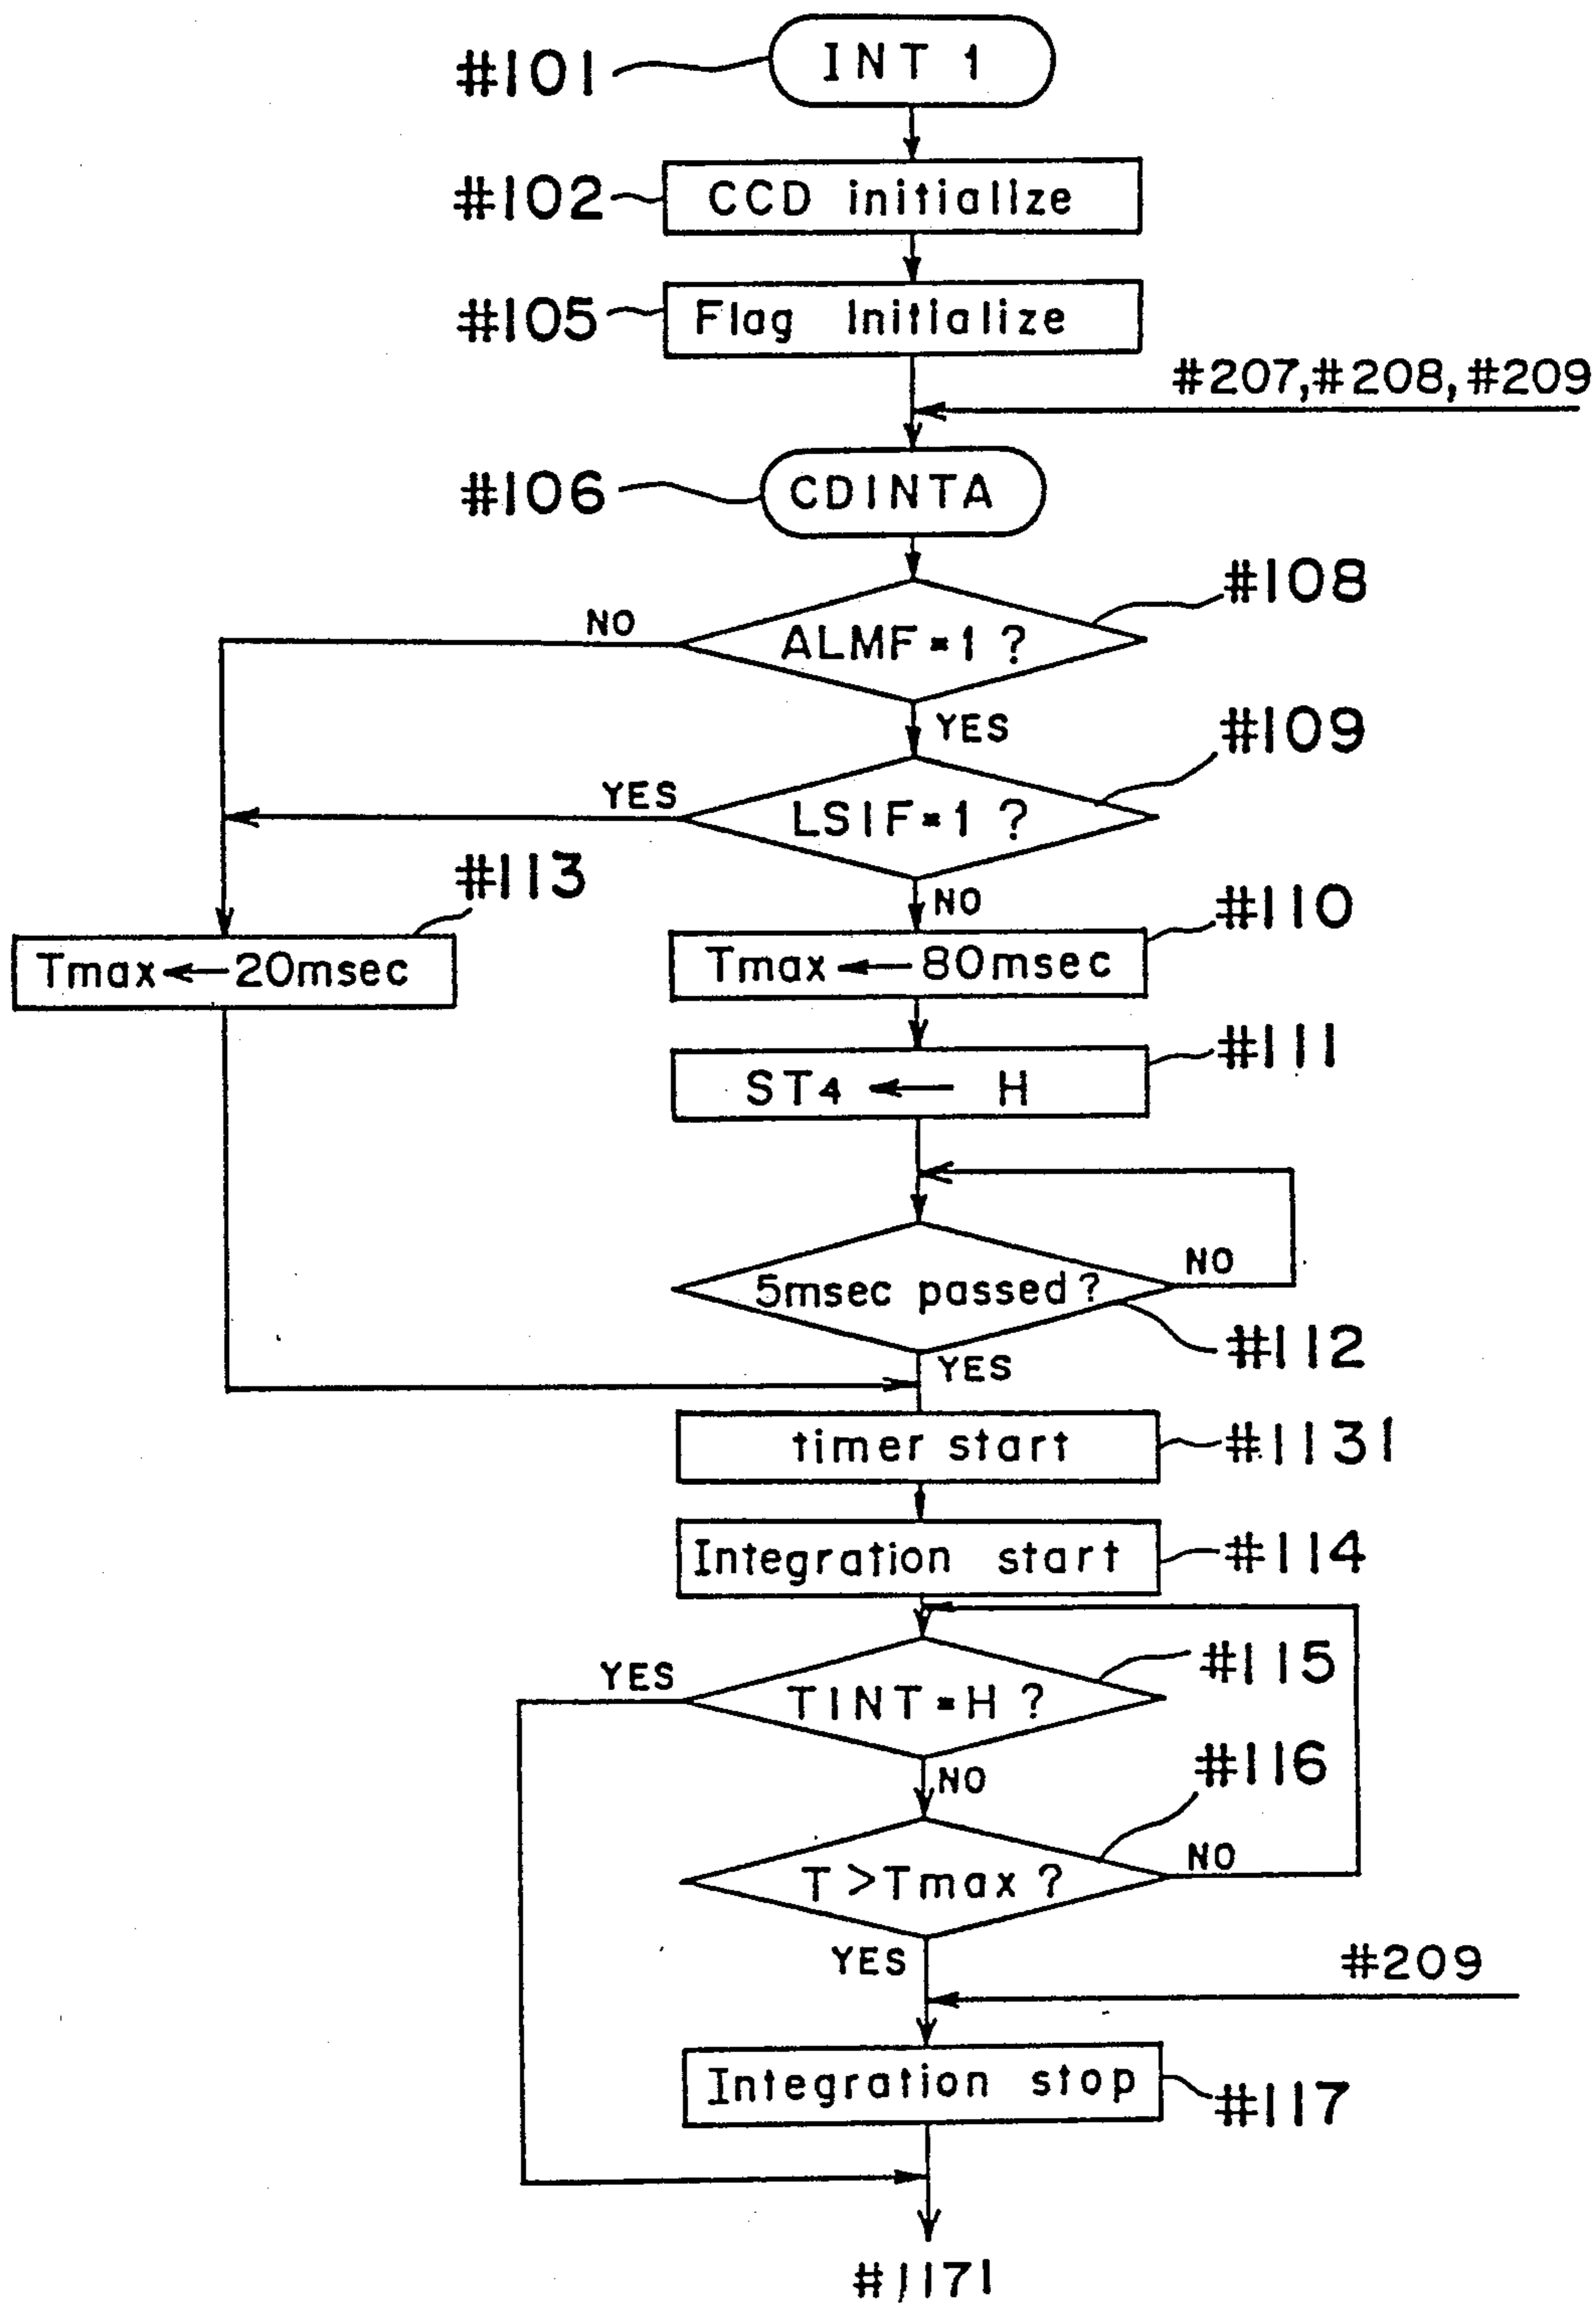 #101
INT 1
#102
CCD initialize
#105
Flag Initialize
#207, #208, #209
#106
CDINTA
#108
NO
ALMF=1 ?
YES
#109
YES
LSIF=1 ?
#113
NO
#110
Tmax←20msec
Tmax←80msec
#111
ST4 ← H
NO
5msec passed?
#112
YES
timer start
#1131
Integration start
#114
#115
YES
TINT=H ?
#116
NO
NO
T>Tmax ?
YES
#209
Integration stop
#117
#1171